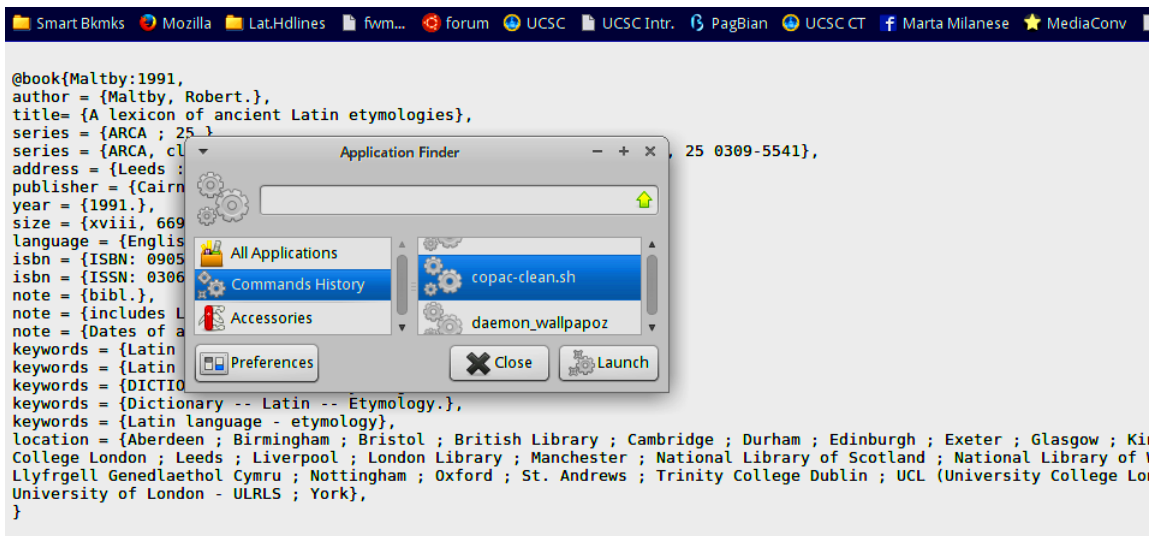 Smart Bkmks Mozilla Lat.Hdlines fwm... forum UCSC UCSC Intr. PagBian UCSC CT Marta Milanese MediaConv
@book{Maltby:1991,
author = {Maltby, Robert.},
title= {A lexicon of ancient Latin etymologies},
series = {ARCA ; 25 }
series = {ARCA, cl , 25 0309-5541},
address = {Leeds :
publisher = {Cairn
year = {1991.},
size = {xviii, 669
language = {Englis
isbn = {ISBN: 0905
isbn = {ISSN: 0306
note = {bibl.},
note = {includes L
note = {Dates of a
keywords = {Latin
keywords = {Latin
keywords = {DICTIO
keywords = {Dictionary -- Latin -- Etymology.},
keywords = {Latin language - etymology},
location = {Aberdeen ; Birmingham ; Bristol ; British Library ; Cambridge ; Durham ; Edinburgh ; Exeter ; Glasgow ; Ki
College London ; Leeds ; Liverpool ; London Library ; Manchester ; National Library of Scotland ; National Library of
Llyfrgell Genedlaethol Cymru ; Nottingham ; Oxford ; St. Andrews ; Trinity College Dublin ; UCL (University College Lo
University of London - ULRLS ; York},
}
Application Finder
All Applications
Commands History
Accessories
copac-clean.sh
daemon_wallpapoz
Preferences
Close
Launch